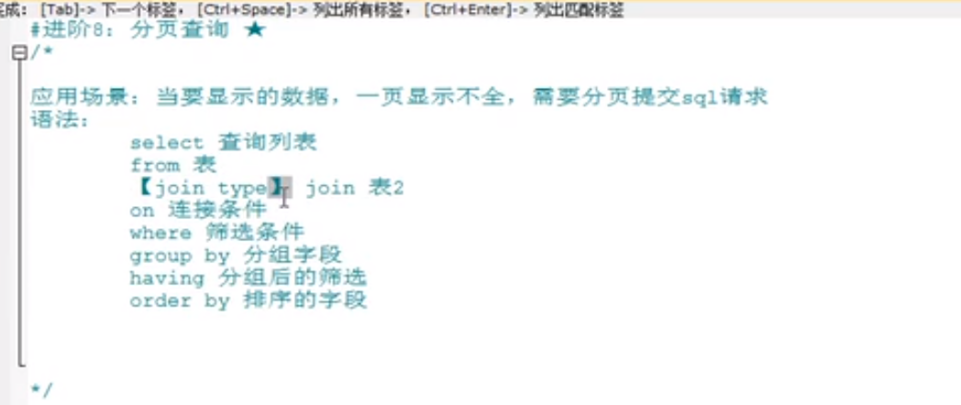 完成: [Tab]-> 下一个标签, [Ctrl+Space]-> 列出所有标签, [Ctrl+Enter]-> 列出匹配标签
#进阶8：分页查询 ★
/*
应用场景：当要显示的数据，一页显示不全，需要分页提交sql请求
语法：
select 查询列表
from 表
【join type】 join 表2
on 连接条件
where 筛选条件
group by 分组字段
having 分组后的筛选
order by 排序的字段
*/